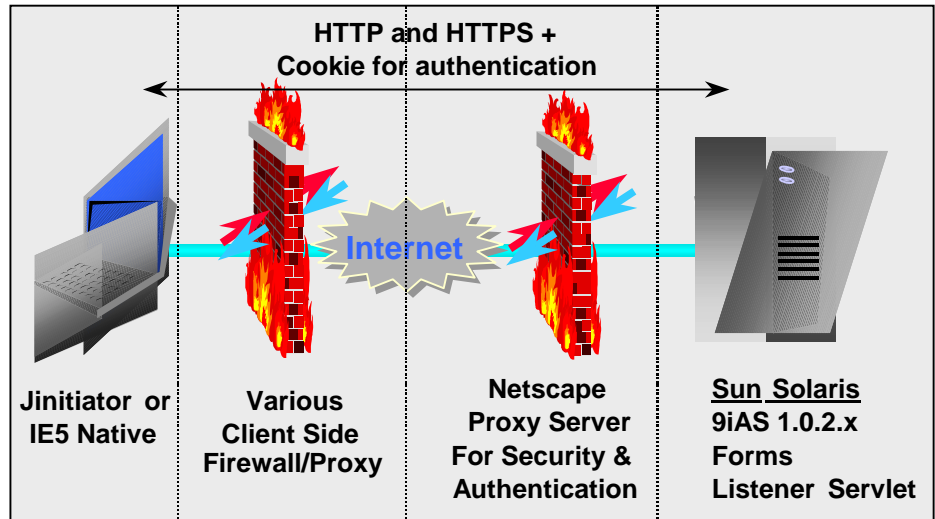 HTTP and HTTPS +
Cookie for authentication
Internet
Jinitiator or
IE5 Native
Various
Client Side
Firewall/Proxy
Netscape
Proxy Server
For Security &
Authentication
Sun Solaris
9iAS 1.0.2.x
Forms
Listener Servlet